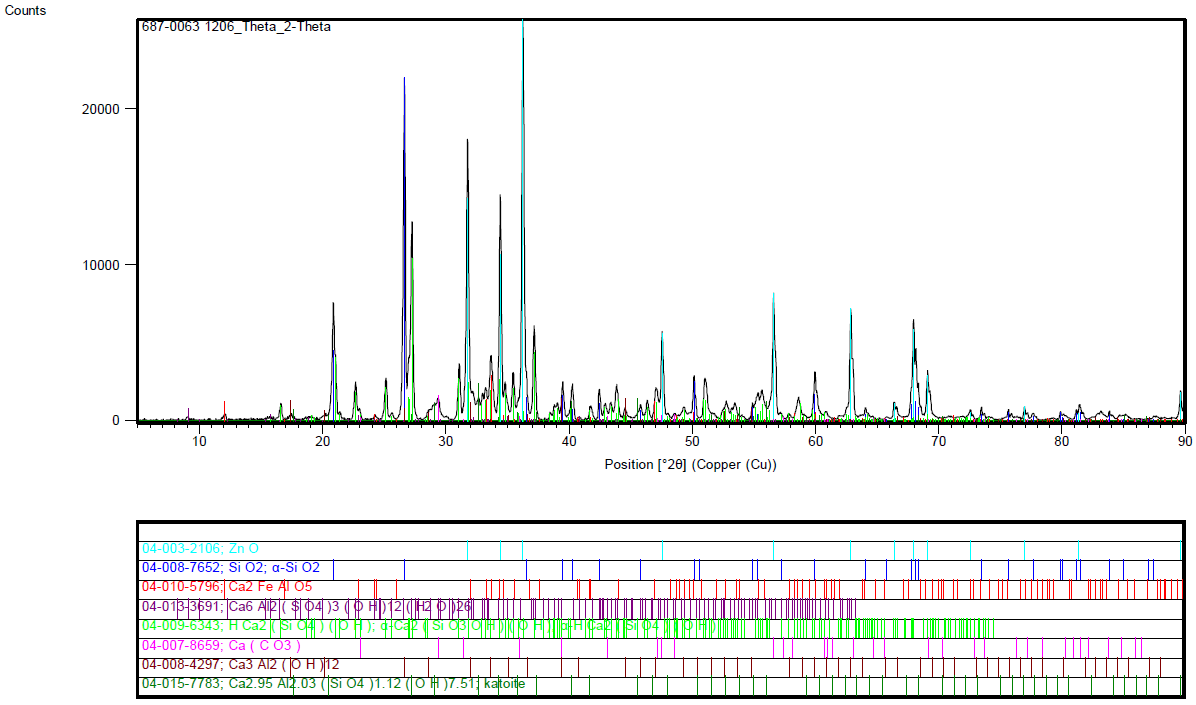 Counts
687-0063 1206_Theta_2-Theta
20000
10000
0
10 20 30 40 50 60 70 80 90
Position [°2θ] (Copper (Cu))
04-003-2106; Zn O
04-008-7652; Si O2; α-Si O2
04-010-5796; Ca2 Fe Al O5
04-013-3691; Ca6 Al2 ( S O4 )3 ( O H )12 ( H2 O )26
04-009-6343; H Ca2 ( Si O4 ) ( O H ); α-Ca2 ( Si O3 O H ) ( O H ); α-H Ca2 ( Si O4 ) ( O H )
04-007-8659; Ca ( C O3 )
04-008-4297; Ca3 Al2 ( O H )12
04-015-7783; Ca2.95 Al2.03 ( Si O4 )1.12 ( O H )7.51; katoite